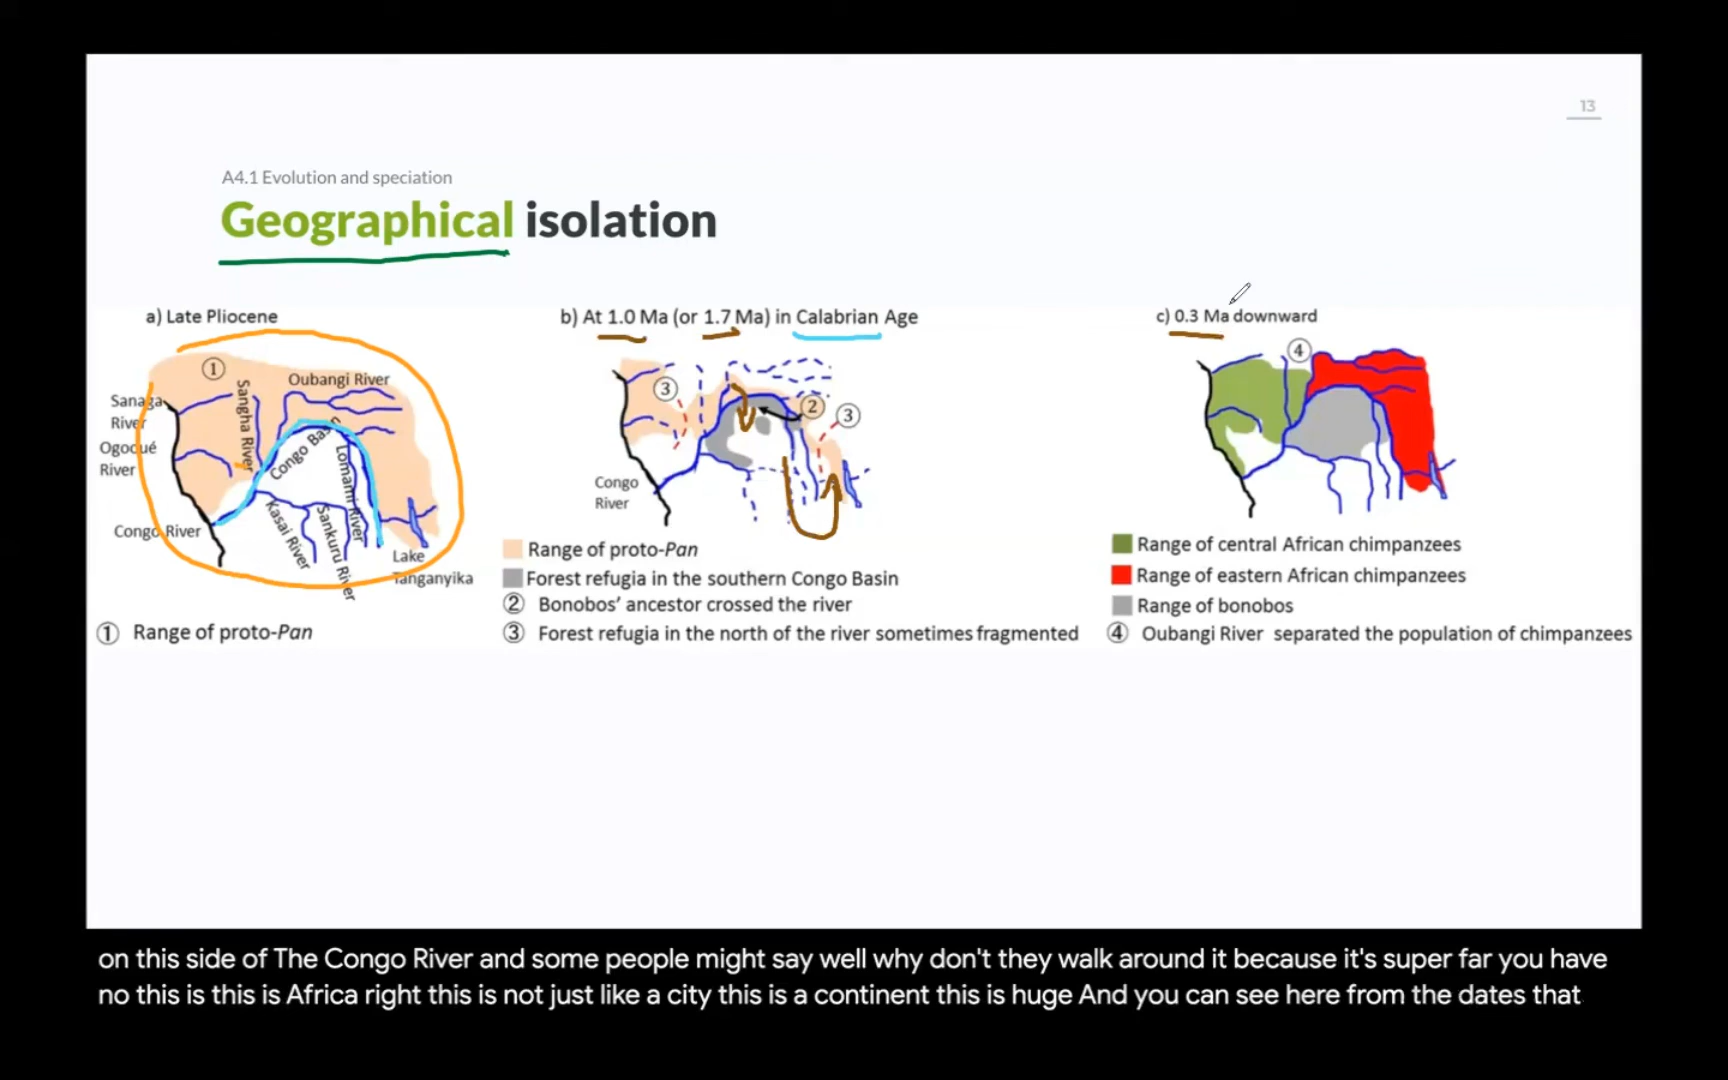 13
A4.1 Evolution and speciation
Geographical isolation
a) Late Pliocene
①
Oubangi River
Sanaga
River
Sangha River
Ogooué
River
Congo Basin
Lomami River
Congo River
Kasai River
Sankuru River
Lake
Tanganyika
① Range of proto-Pan
b) At 1.0 Ma (or 1.7 Ma) in Calabrian Age
③
②
③
Congo
River
Range of proto-Pan
Forest refugia in the southern Congo Basin
② Bonobos' ancestor crossed the river
③ Forest refugia in the north of the river sometimes fragmented
c) 0.3 Ma downward
④
Range of central African chimpanzees
Range of eastern African chimpanzees
Range of bonobos
④ Oubangi River separated the population of chimpanzees
on this side of The Congo River and some people might say well why don't they walk around it because it's super far you have
no this is this is Africa right this is not just like a city this is a continent this is huge And you can see here from the dates that